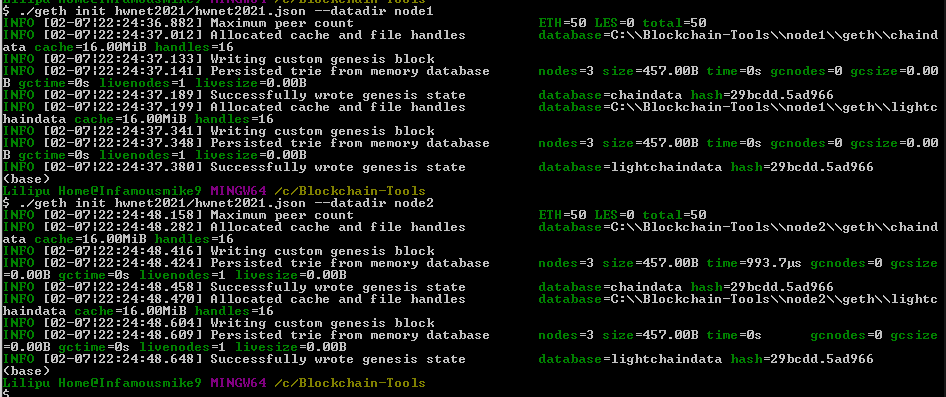 $ ./geth init hwnet2021/hwnet2021.json --datadir node1
INFO [02-07|22:24:36.882] Maximum peer count                       ETH=50 LES=0 total=50
INFO [02-07|22:24:37.012] Allocated cache and file handles         database=C:\\Blockchain-Tools\\node1\\geth\\chaind
ata cache=16.00MiB handles=16
INFO [02-07|22:24:37.133] Writing custom genesis block
INFO [02-07|22:24:37.141] Persisted trie from memory database      nodes=3 size=457.00B time=0s gcnodes=0 gcsize=0.00
B gctime=0s livenodes=1 livesize=0.00B
INFO [02-07|22:24:37.189] Successfully wrote genesis state         database=chaindata hash=29bcdd.5ad966
INFO [02-07|22:24:37.199] Allocated cache and file handles         database=C:\\Blockchain-Tools\\node1\\geth\\lightc
haindata cache=16.00MiB handles=16
INFO [02-07|22:24:37.341] Writing custom genesis block
INFO [02-07|22:24:37.348] Persisted trie from memory database      nodes=3 size=457.00B time=0s gcnodes=0 gcsize=0.00
B gctime=0s livenodes=1 livesize=0.00B
INFO [02-07|22:24:37.380] Successfully wrote genesis state         database=lightchaindata hash=29bcdd.5ad966
(base)
Lilipu Home@Infamousmike9 MINGW64 /c/Blockchain-Tools
$ ./geth init hwnet2021/hwnet2021.json --datadir node2
INFO [02-07|22:24:48.158] Maximum peer count                       ETH=50 LES=0 total=50
INFO [02-07|22:24:48.282] Allocated cache and file handles         database=C:\\Blockchain-Tools\\node2\\geth\\chaind
ata cache=16.00MiB handles=16
INFO [02-07|22:24:48.416] Writing custom genesis block
INFO [02-07|22:24:48.424] Persisted trie from memory database      nodes=3 size=457.00B time=993.7µs gcnodes=0 gcsize
=0.00B gctime=0s livenodes=1 livesize=0.00B
INFO [02-07|22:24:48.458] Successfully wrote genesis state         database=chaindata hash=29bcdd.5ad966
INFO [02-07|22:24:48.470] Allocated cache and file handles         database=C:\\Blockchain-Tools\\node2\\geth\\lightc
haindata cache=16.00MiB handles=16
INFO [02-07|22:24:48.604] Writing custom genesis block
INFO [02-07|22:24:48.609] Persisted trie from memory database      nodes=3 size=457.00B time=0s      gcnodes=0 gcsize
=0.00B gctime=0s livenodes=1 livesize=0.00B
INFO [02-07|22:24:48.648] Successfully wrote genesis state         database=lightchaindata hash=29bcdd.5ad966
(base)
Lilipu Home@Infamousmike9 MINGW64 /c/Blockchain-Tools
$